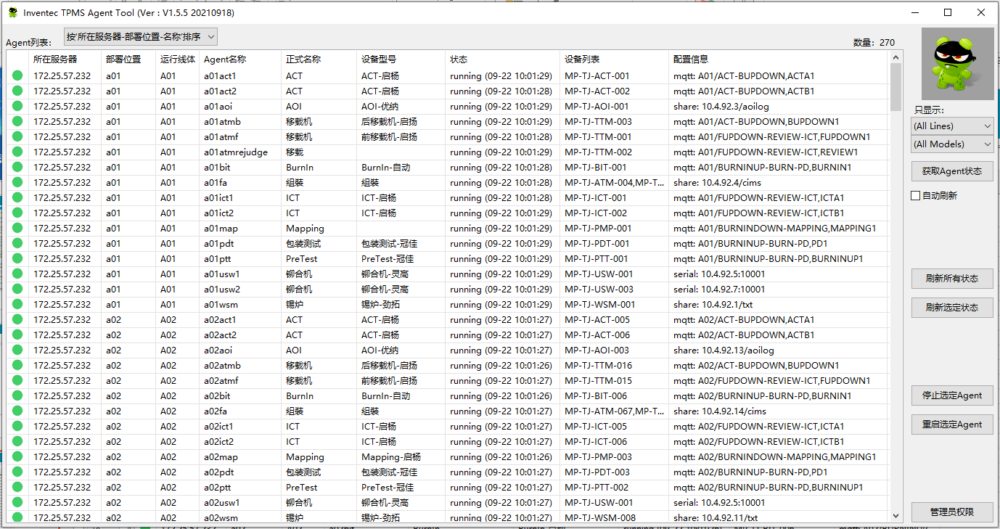 Inventec TPMS Agent Tool (Ver : V1.5.5 20210918)
Agent列表： 按'所在服务器-部署位置-名称'排序 数量：270
所在服务器 部署位置 运行线体 Agent名称 正式名称 设备型号 状态 设备列表 配置信息
172.25.57.232 a01 A01 a01act1 ACT ACT-启杨 running (09-22 10:01:29) MP-TJ-ACT-001 mqtt: A01/ACT-BUPDOWN,ACTA1
172.25.57.232 a01 A01 a01act2 ACT ACT-启杨 running (09-22 10:01:28) MP-TJ-ACT-002 mqtt: A01/ACT-BUPDOWN,ACTB1
172.25.57.232 a01 A01 a01aoi AOI AOI-优纳 running (09-22 10:01:29) MP-TJ-AOI-001 share: 10.4.92.3/aoilog
172.25.57.232 a01 A01 a01atmb 移载机 后移载机-启扬 running (09-22 10:01:29) MP-TJ-TTM-003 mqtt: A01/ACT-BUPDOWN,BUPDOWN1
172.25.57.232 a01 A01 a01atmf 移载机 前移载机-启扬 running (09-22 10:01:28) MP-TJ-TTM-001 mqtt: A01/FUPDOWN-REVIEW-ICT,FUPDOWN1
172.25.57.232 a01 A01 a01atmrejudge 移载 running (09-22 10:01:29) MP-TJ-TTM-002 mqtt: A01/FUPDOWN-REVIEW-ICT,REVIEW1
172.25.57.232 a01 A01 a01bit BurnIn BurnIn-自动 running (09-22 10:01:28) MP-TJ-BIT-001 mqtt: A01/BURNINUP-BURN-PD,BURNIN1
172.25.57.232 a01 A01 a01fa 组裝 组裝 running (09-22 10:01:28) MP-TJ-ATM-004,MP-T... share: 10.4.92.4/cims
172.25.57.232 a01 A01 a01ict1 ICT ICT-启杨 running (09-22 10:01:28) MP-TJ-ICT-001 mqtt: A01/FUPDOWN-REVIEW-ICT,ICTA1
172.25.57.232 a01 A01 a01ict2 ICT ICT-启杨 running (09-22 10:01:29) MP-TJ-ICT-002 mqtt: A01/FUPDOWN-REVIEW-ICT,ICTB1
172.25.57.232 a01 A01 a01map Mapping running (09-22 10:01:29) MP-TJ-PMP-001 mqtt: A01/BURNINDOWN-MAPPING,MAPPING1
172.25.57.232 a01 A01 a01pdt 包装测试 包装测试-冠佳 running (09-22 10:01:29) MP-TJ-PDT-001 mqtt: A01/BURNINUP-BURN-PD,PD1
172.25.57.232 a01 A01 a01ptt PreTest PreTest-冠佳 running (09-22 10:01:29) MP-TJ-PTT-001 mqtt: A01/BURNINUP-BURN-PD,BURNINUP1
172.25.57.232 a01 A01 a01usw1 铆合机 铆合机-灵高 running (09-22 10:01:29) MP-TJ-USW-001 serial: 10.4.92.5:10001
172.25.57.232 a01 A01 a01usw2 铆合机 铆合机-灵高 running (09-22 10:01:29) MP-TJ-USW-003 serial: 10.4.92.7:10001
172.25.57.232 a01 A01 a01wsm 锡炉 锡炉-劲拓 running (09-22 10:01:29) MP-TJ-WSM-001 share: 10.4.92.1/txt
172.25.57.232 a02 A02 a02act1 ACT ACT-启杨 running (09-22 10:01:27) MP-TJ-ACT-005 mqtt: A02/ACT-BUPDOWN,ACTA1
172.25.57.232 a02 A02 a02act2 ACT ACT-启杨 running (09-22 10:01:27) MP-TJ-ACT-006 mqtt: A02/ACT-BUPDOWN,ACTB1
172.25.57.232 a02 A02 a02aoi AOI AOI-优纳 running (09-22 10:01:27) MP-TJ-AOI-003 share: 10.4.92.13/aoilog
172.25.57.232 a02 A02 a02atmb 移载机 后移载机-启扬 running (09-22 10:01:27) MP-TJ-TTM-016 mqtt: A02/ACT-BUPDOWN,BUPDOWN1
172.25.57.232 a02 A02 a02atmf 移载机 前移载机-启扬 running (09-22 10:01:27) MP-TJ-TTM-015 mqtt: A02/FUPDOWN-REVIEW-ICT,FUPDOWN1
172.25.57.232 a02 A02 a02bit BurnIn BurnIn-自动 running (09-22 10:01:26) MP-TJ-BIT-006 mqtt: A02/BURNINUP-BURN-PD,BURNIN1
172.25.57.232 a02 A02 a02fa 组裝 组裝 running (09-22 10:01:27) MP-TJ-ATM-067,MP-T... share: 10.4.92.14/cims
172.25.57.232 a02 A02 a02ict1 ICT ICT-启杨 running (09-22 10:01:27) MP-TJ-ICT-005 mqtt: A02/FUPDOWN-REVIEW-ICT,ICTA1
172.25.57.232 a02 A02 a02ict2 ICT ICT-启杨 running (09-22 10:01:27) MP-TJ-ICT-006 mqtt: A02/FUPDOWN-REVIEW-ICT,ICTB1
172.25.57.232 a02 A02 a02map Mapping Mapping-启杨 running (09-22 10:01:26) MP-TJ-PMP-003 mqtt: A02/BURNINDOWN-MAPPING,MAPPING1
172.25.57.232 a02 A02 a02pdt 包装测试 包装测试-冠佳 running (09-22 10:01:27) MP-TJ-PDT-003 mqtt: A02/BURNINUP-BURN-PD,PD1
172.25.57.232 a02 A02 a02ptt PreTest PreTest-冠佳 running (09-22 10:01:27) MP-TJ-PTT-002 mqtt: A02/BURNINUP-BURN-PD,BURNINUP1
172.25.57.232 a02 A02 a02usw1 铆合机 铆合机-灵高 running (09-22 10:01:27) MP-TJ-USW-001 serial: 10.4.92.5:10001
172.25.57.232 a02 A02 a02wsm 锡炉 锡炉-劲拓 running (09-22 10:01:27) MP-TJ-WSM-008 share: 10.4.92.11/txt
只显示：
(All Lines)
(All Models)
获取Agent状态
自动刷新
刷新所有状态
刷新选定状态
停止选定Agent
重启选定Agent
管理员权限